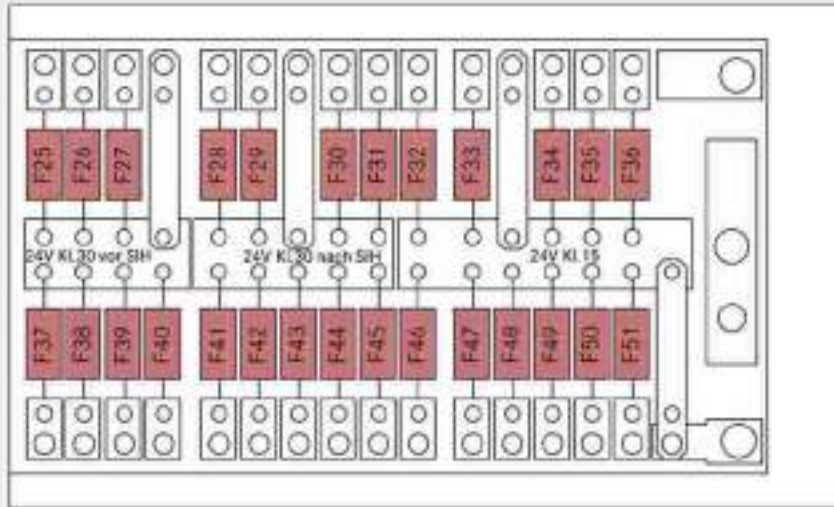 F25 F26 F27 F28 F29 F30 F31 F32 F33 F34 F35 F36
24V Kl.30 vor SIH 24V Kl.30 nach SIH 24V Kl.15
F37 F38 F39 F40 F41 F42 F43 F44 F45 F46 F47 F48 F49 F50 F51